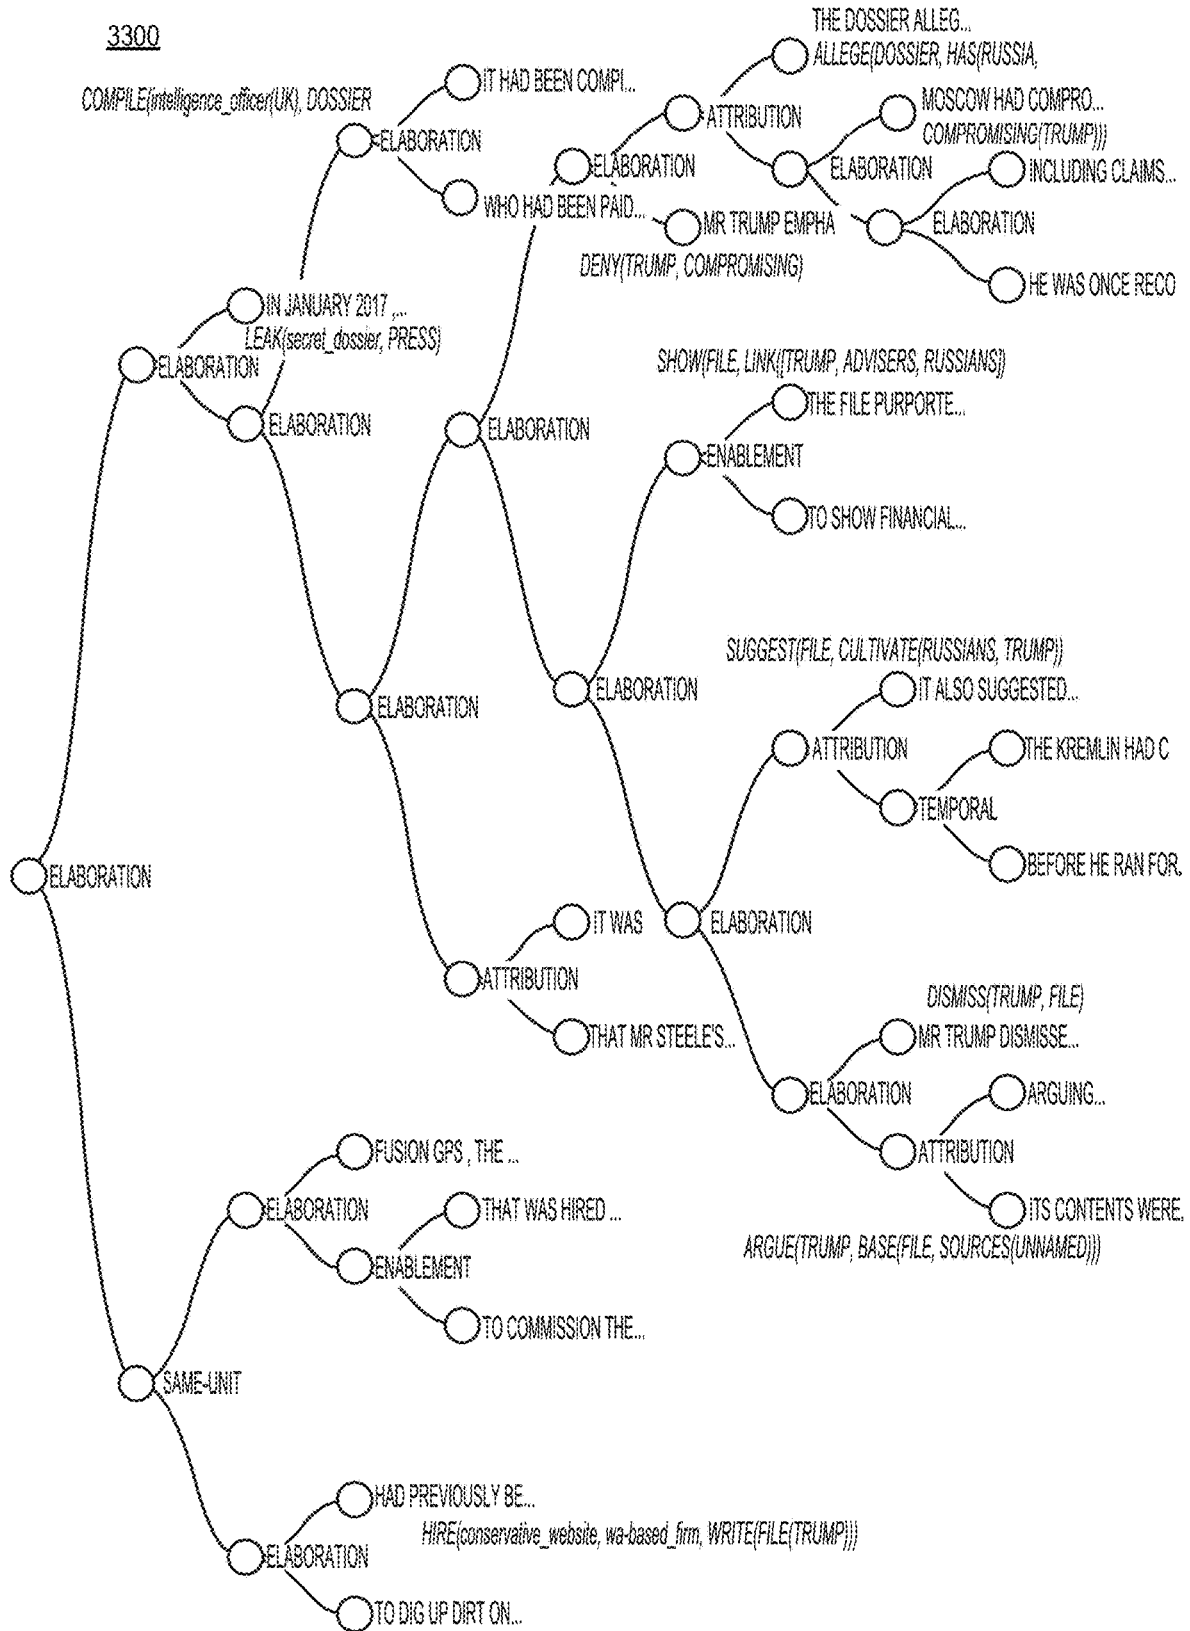 3300
THE DOSSIER ALLEG...
ALLEGE(DOSSIER, HAS(RUSSIA,
IT HAD BEEN COMPI...
COMPILE(intelligence_officer(UK), DOSSIER
MOSCOW HAD COMPRO...
ATTRIBUTION
COMPROMISING(TRUMP)))
ELABORATION
ELABORATION
ELABORATION
INCLUDING CLAIMS...
WHO HAD BEEN PAID...
MR TRUMP EMPHA
ELABORATION
DENY(TRUMP, COMPROMISING)
HE WAS ONCE RECO
IN JANUARY 2017 ,...
LEAK(secret_dossier, PRESS)
SHOW(FILE, LINK([TRUMP, ADVISERS, RUSSIANS])
ELABORATION
THE FILE PURPORTE...
ELABORATION
ELABORATION
ENABLEMENT
TO SHOW FINANCIAL...
SUGGEST(FILE, CULTIVATE(RUSSIANS, TRUMP))
ELABORATION
IT ALSO SUGGESTED...
ELABORATION
ATTRIBUTION
THE KREMLIN HAD C
TEMPORAL
BEFORE HE RAN FOR.
ELABORATION
IT WAS
ELABORATION
ATTRIBUTION
DISMISS(TRUMP, FILE)
THAT MR STEELE'S...
MR TRUMP DISMISSE...
ELABORATION
ARGUING...
FUSION GPS , THE ...
ATTRIBUTION
ELABORATION
THAT WAS HIRED ...
ITS CONTENTS WERE.
ARGUE(TRUMP, BASE(FILE, SOURCES(UNNAMED)))
ENABLEMENT
TO COMMISSION THE...
SAME-UNIT
HAD PREVIOUSLY BE...
HIRE(conservative_website, wa-based_firm, WRITE(FILE(TRUMP)))
ELABORATION
TO DIG UP DIRT ON...